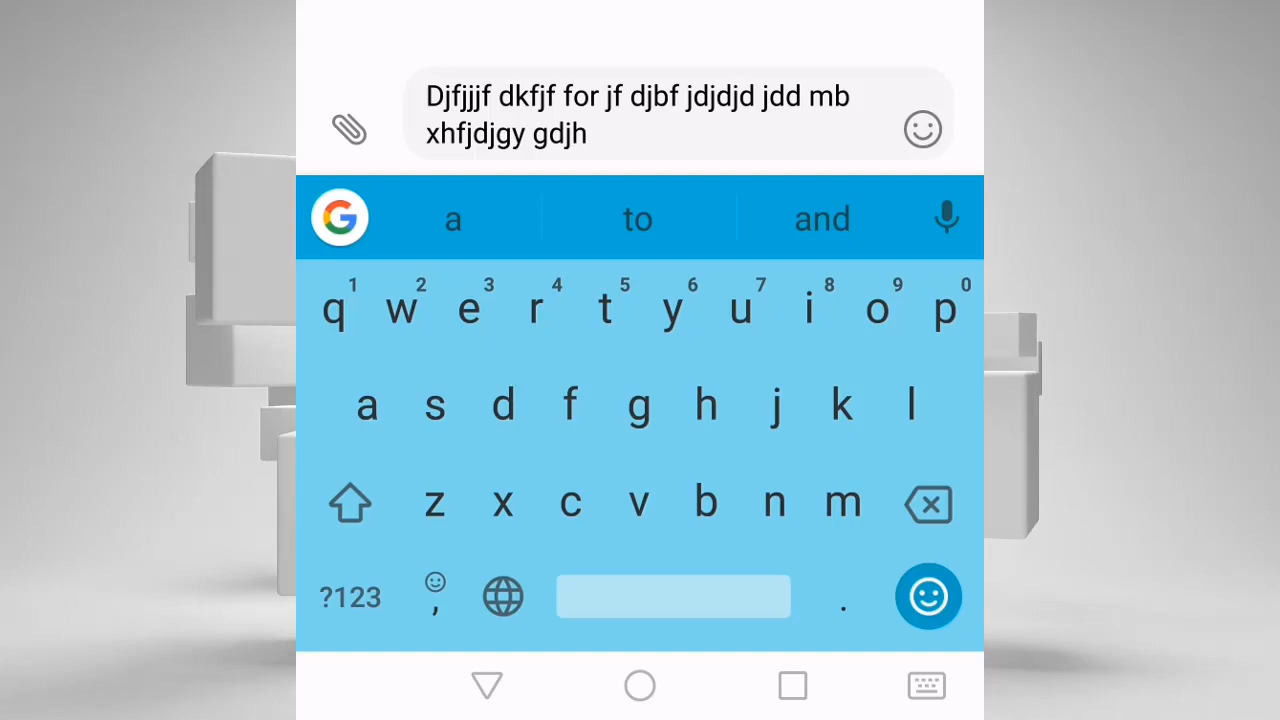 Djfjjjf dkfjf for jf djbf jdjdjd jdd mb
xhfjdjgy gdjh
G a to and
1 2 3 4 5 6 7 8 9 0
q w e r t y u i o p
a s d f g h j k l
z x c v b n m
?123 , .